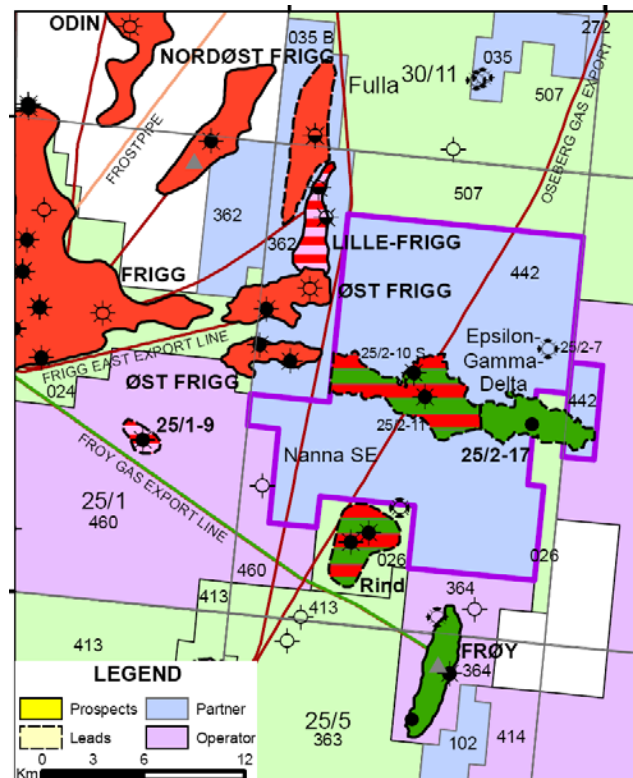 272
ODIN
035 B
NORDØST FRIGG
035
Fulla
30/11
507
FROSTPIPE
OSEBERG GAS EXPORT
507
362
362
LILLE-FRIGG
FRIGG
442
ØST FRIGG
Epsilon-
Gamma-
Delta
25/2-7
25/2-10 S
FRIGG EAST EXPORT LINE
024
ØST FRIGG
442
25/1-9
25/2-11
25/2-17
Nanna SE
FROY GAS EXPORT LINE
25/1
460
026
026
460
Rind
364
413
413
413
FRØY
364
LEGEND
Prospects
Partner
Leads
Operator
25/5
363
102
414
0 3 6 12
Km